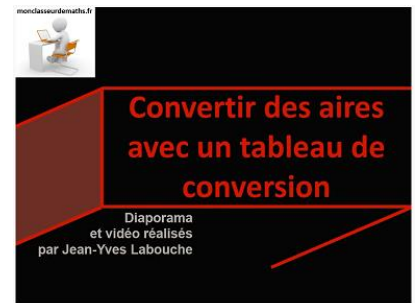 monclasseurdemaths.fr
Convertir des aires
avec un tableau de
conversion
Diaporama
et vidéo réalisés
par Jean-Yves Labouche